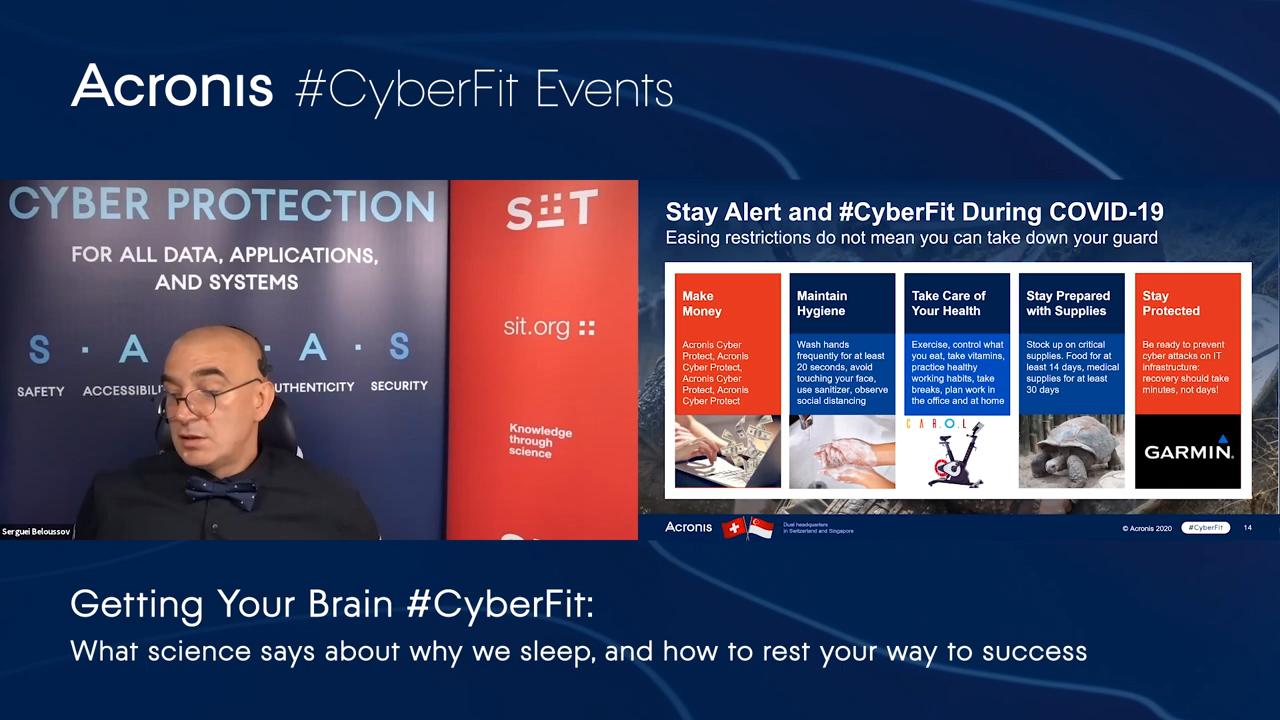 Acronis #CyberFit Events
CYBER PROTECTION
FOR ALL DATA, APPLICATIONS,
AND SYSTEMS
S · A A · S
SAFETY
AUTHENTICITY SECURITY
SIT
sit.org
Knowledge
through
science
Serguei Beloussov
Stay Alert and #CyberFit During COVID-19
Easing restrictions do not mean you can take down your guard
Make
Money
Acronis Cyber
Protect, Acronis
Cyber Protect,
Acronis Cyber
Protect, Acronis
Cyber Protect
Maintain
Hygiene
Wash hands
frequently for at least
20 seconds, avoid
touching your face,
use sanitizer, observe
social distancing
Take Care of
Your Health
Exercise, control what
you eat, take vitamins,
practice healthy
working habits, take
breaks, plan work in
the office and at home
C A R . O . L
Stay Prepared
with Supplies
Stock up on critical
supplies. Food for at
least 14 days, medical
supplies for at least
30 days
Stay
Protected
Be ready to prevent
cyber attacks on IT
infrastructure:
recovery should take
minutes, not days!
GARMIN
Acronis
Dual headquarters
in Switzerland and Singapore
© Acronis 2020
#CyberFit
14
Getting Your Brain #CyberFit:
What science says about why we sleep, and how to rest your way to success